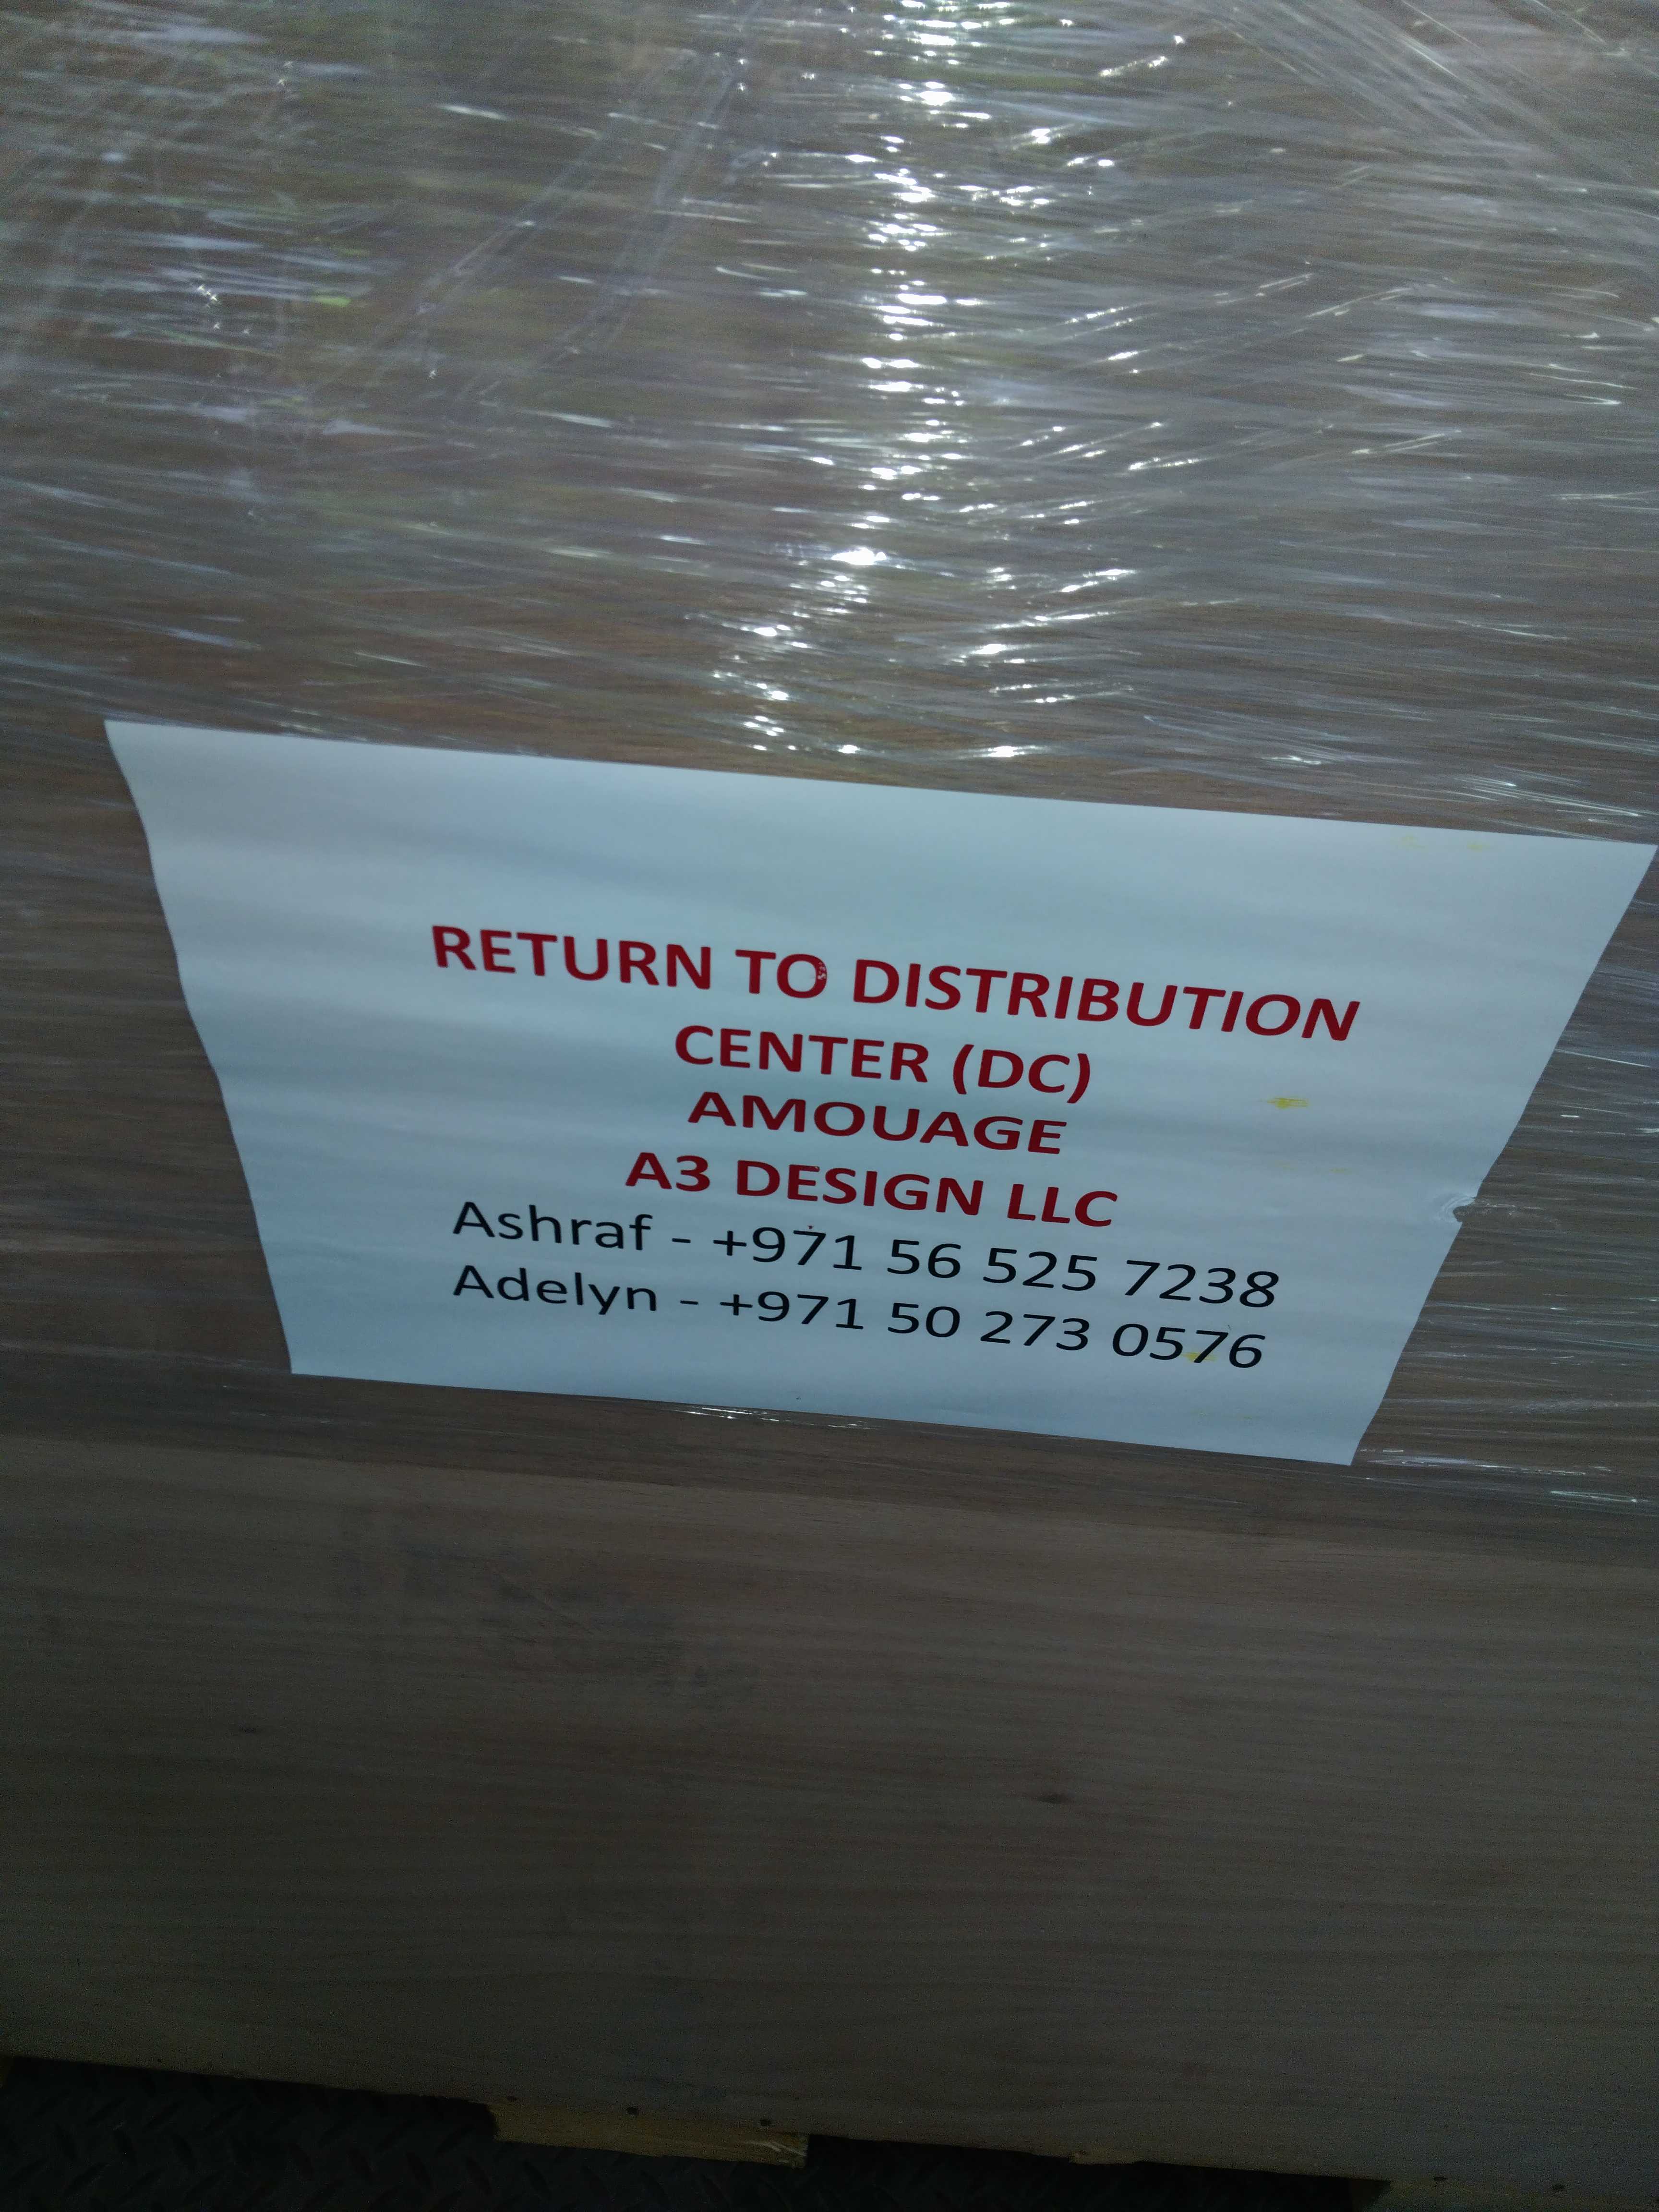 RETURN TO DISTRIBUTION
CENTER (DC)
AMOUAGE
A3 DESIGN LLC
Ashraf - +971 56 525 7238
Adelyn - +971 50 273 0576